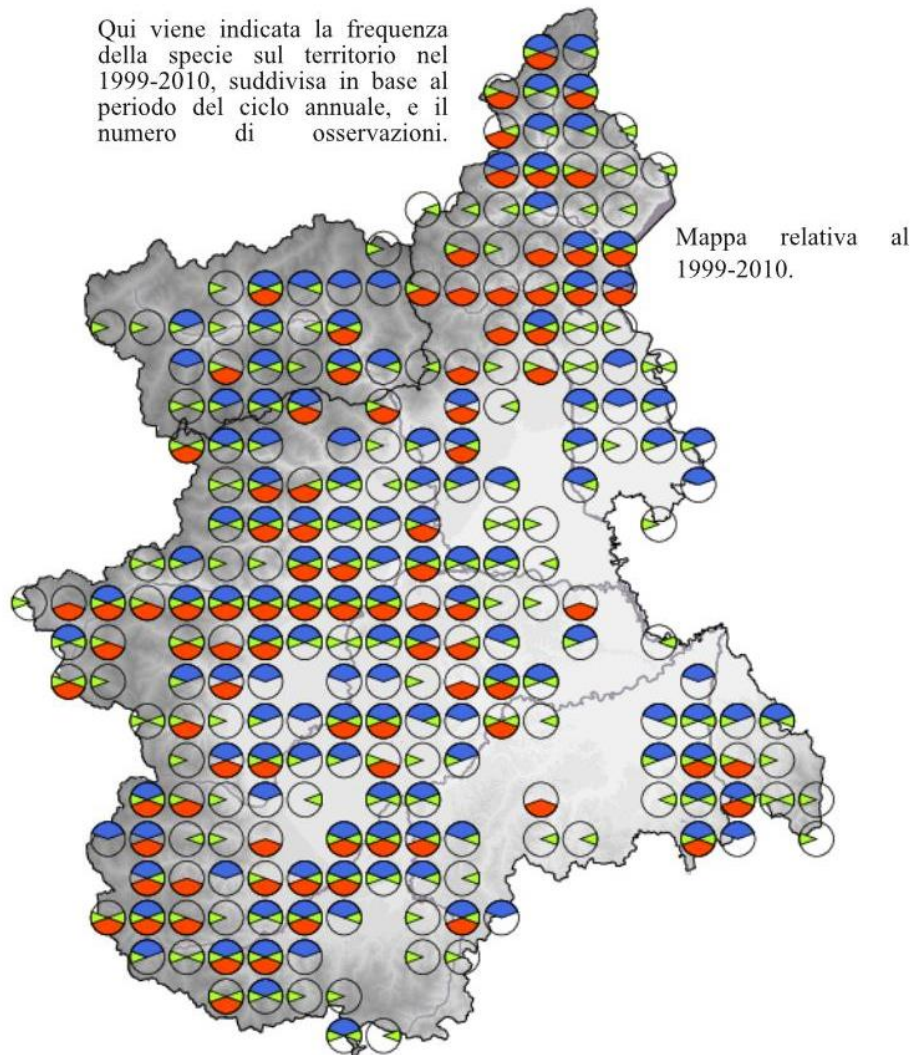 Qui viene indicata la frequenza
della specie sul territorio nel
1999-2010, suddivisa in base al
periodo del ciclo annuale, e il
numero di osservazioni.
Mappa relativa al
1999-2010.